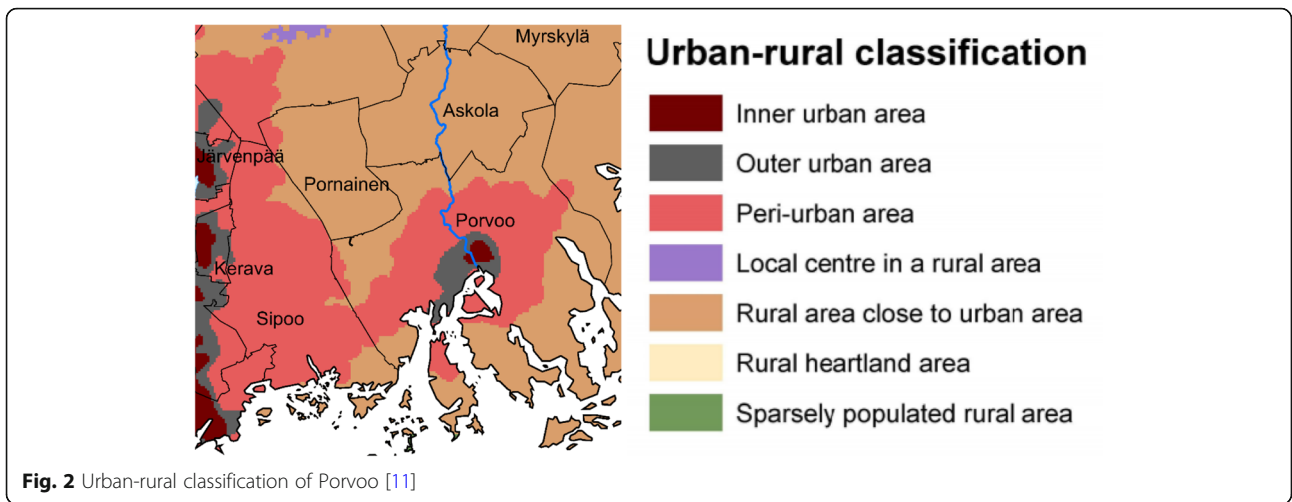 Myrskylä
Askola
Järvenpää
Pornainen
Porvoo
Kerava
Sipoo
Urban-rural classification
Inner urban area
Outer urban area
Peri-urban area
Local centre in a rural area
Rural area close to urban area
Rural heartland area
Sparsely populated rural area
Fig. 2 Urban-rural classification of Porvoo [11]